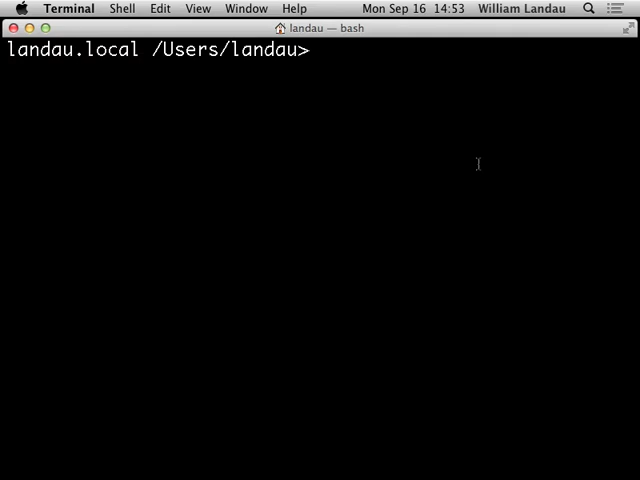 Terminal Shell Edit View Window Help Mon Sep 16 14:53 William Landau
landau — bash
landau.local /Users/landau>